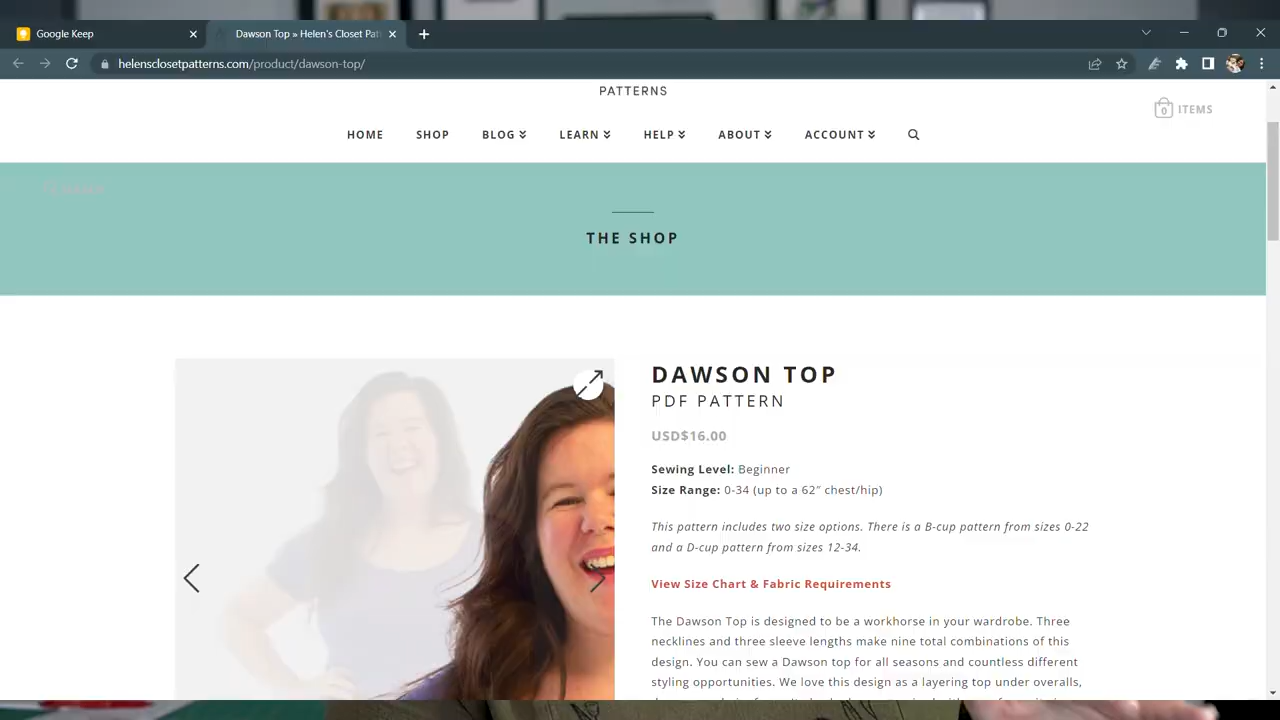 Google Keep
Dawson Top » Helen's Closet Pat
helensclosetpatterns.com/product/dawson-top/
PATTERNS
0 ITEMS
HOME SHOP BLOG LEARN HELP ABOUT ACCOUNT
THE SHOP
DAWSON TOP
PDF PATTERN
USD$16.00
Sewing Level: Beginner
Size Range: 0-34 (up to a 62″ chest/hip)
This pattern includes two size options. There is a B-cup pattern from sizes 0-22
and a D-cup pattern from sizes 12-34.
View Size Chart & Fabric Requirements
The Dawson Top is designed to be a workhorse in your wardrobe. Three
necklines and three sleeve lengths make nine total combinations of this
design. You can sew a Dawson top for all seasons and countless different
styling opportunities. We love this design as a layering top under overalls,